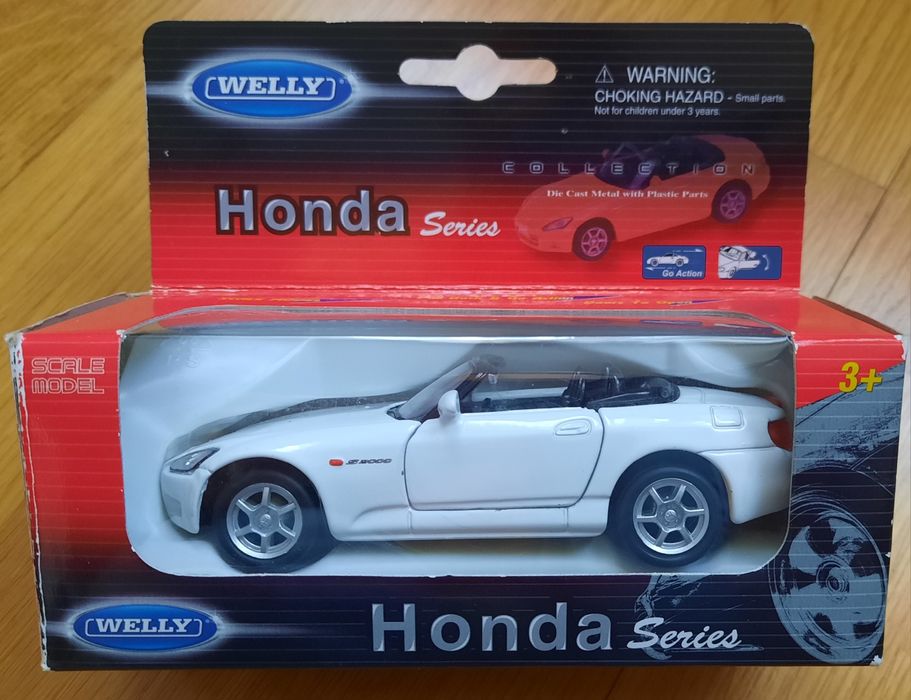 WELLY
WARNING:
CHOKING HAZARD - Small parts.
Not for children under 3 years.
COLLECTION
Die Cast Metal with Plastic Parts
Honda Series
Go Action
SCALE
MODEL
3+
S2000
WELLY
Honda Series